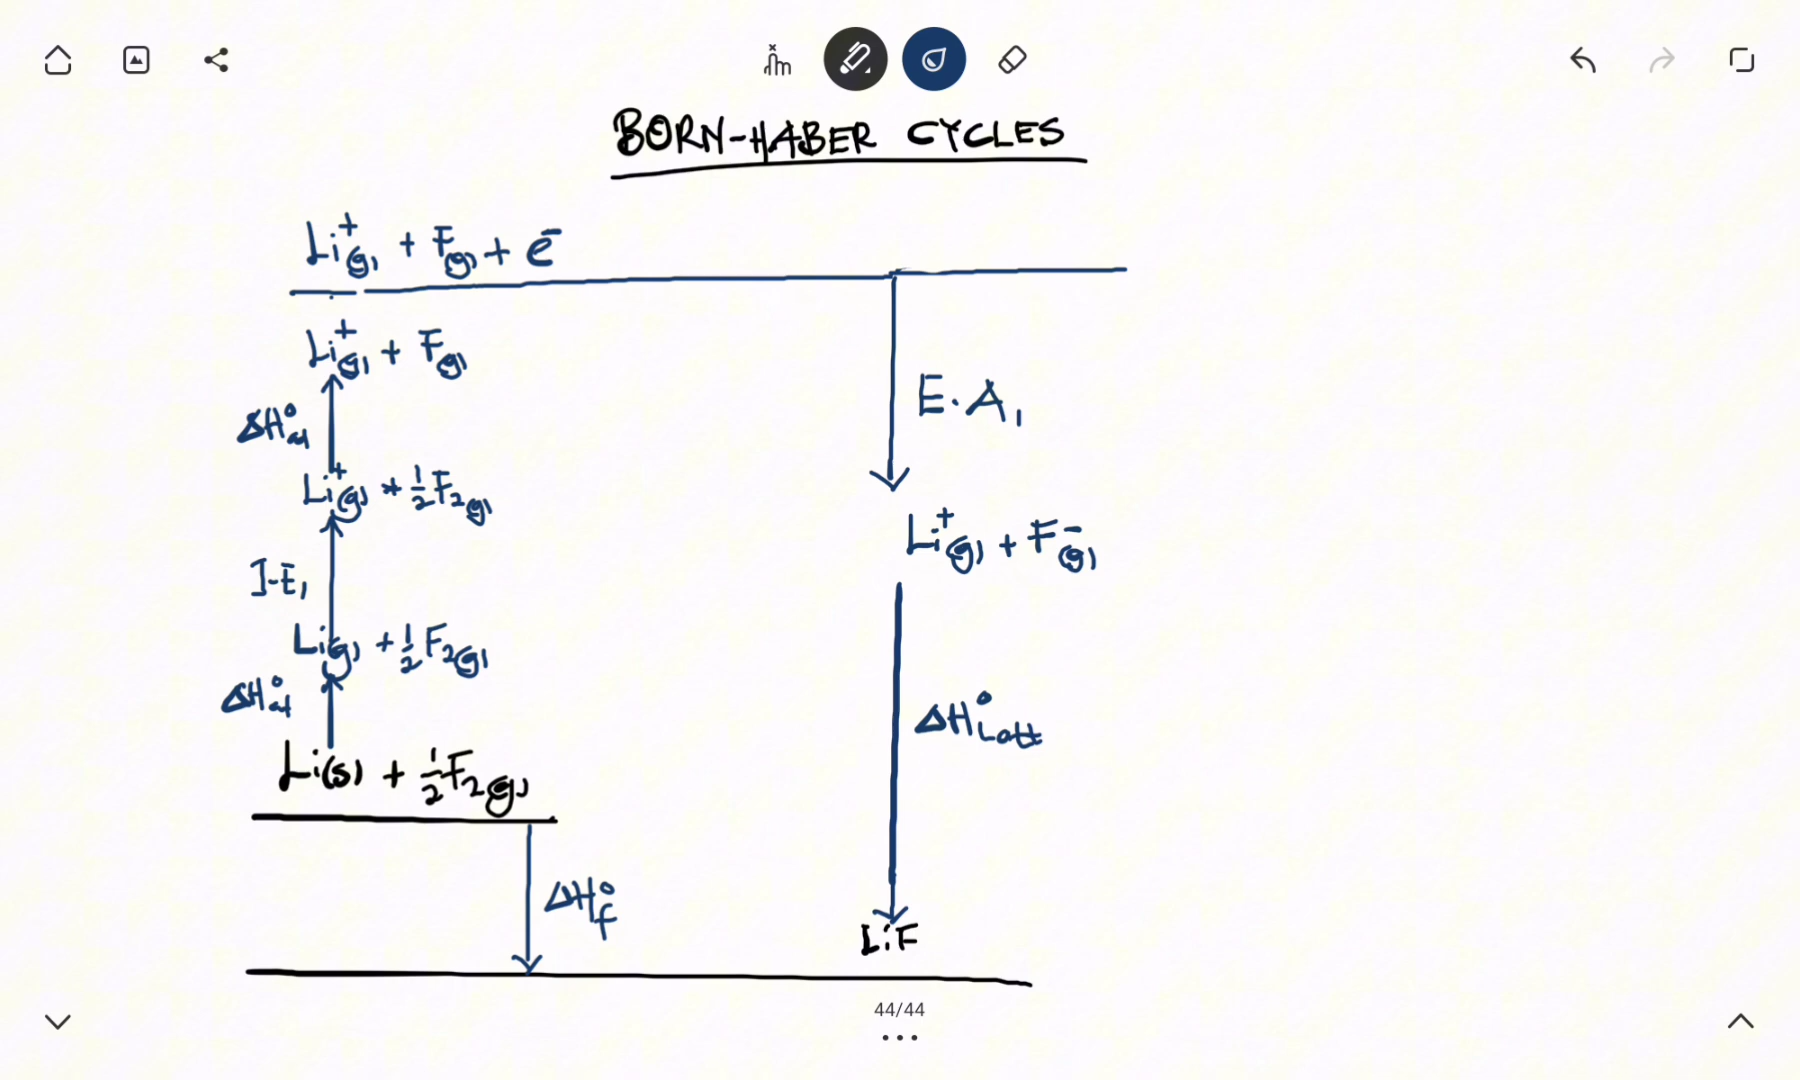 BORN-HABER CYCLES
Li⁺(g) + F(g) + e⁻
Li⁺(g) + F(g)
ΔH°at
E.A₁
Li⁺(g) + ½F₂(g)
Li⁺(g) + F⁻(g)
I-E₁
Li(g) + ½F₂(g)
ΔH°at
ΔH°Latt
Li(s) + ½F₂(g)
ΔH°f
LiF
44/44